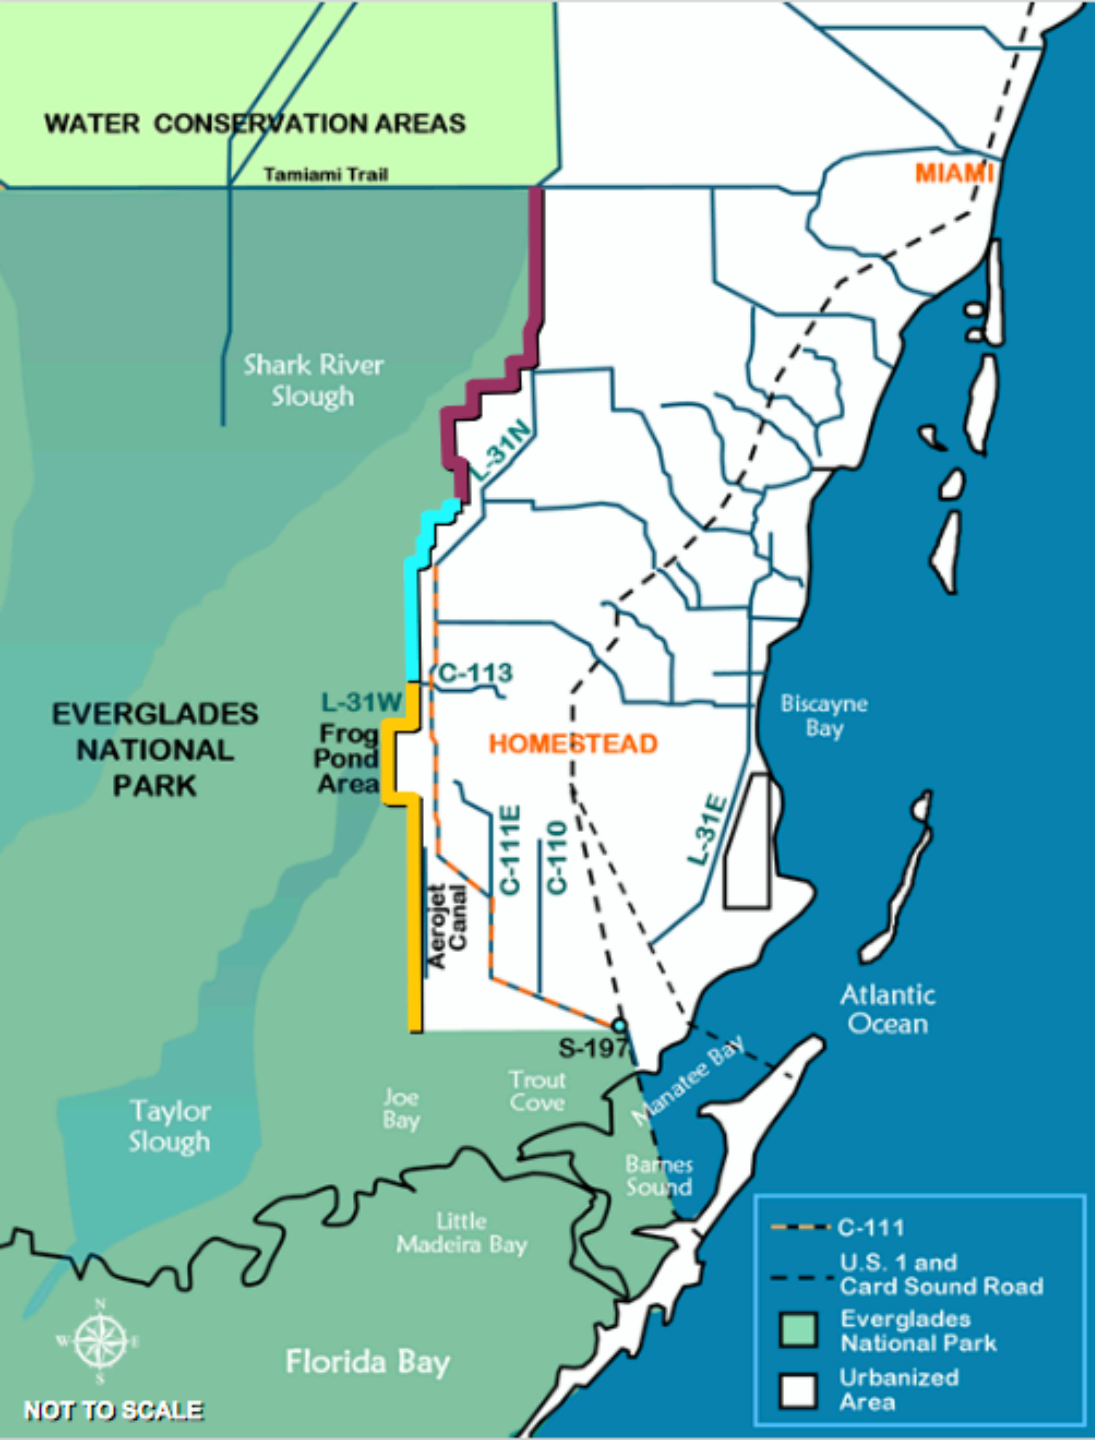 WATER CONSERVATION AREAS
Tamiami Trail
MIAMI
Shark River
Slough
L-31N
C-113
L-31W
EVERGLADES
NATIONAL
PARK
Frog
Pond
Area
HOMESTEAD
Biscayne
Bay
L-31E
C-111E
C-110
Aerojet
Canal
Atlantic
Ocean
S-197
Manatee Bay
Trout
Cove
Joe
Bay
Taylor
Slough
Barnes
Sound
Little
Madeira Bay
C-111
U.S. 1 and
Card Sound Road
Everglades
National Park
Urbanized
Area
N
W E
S
Florida Bay
NOT TO SCALE